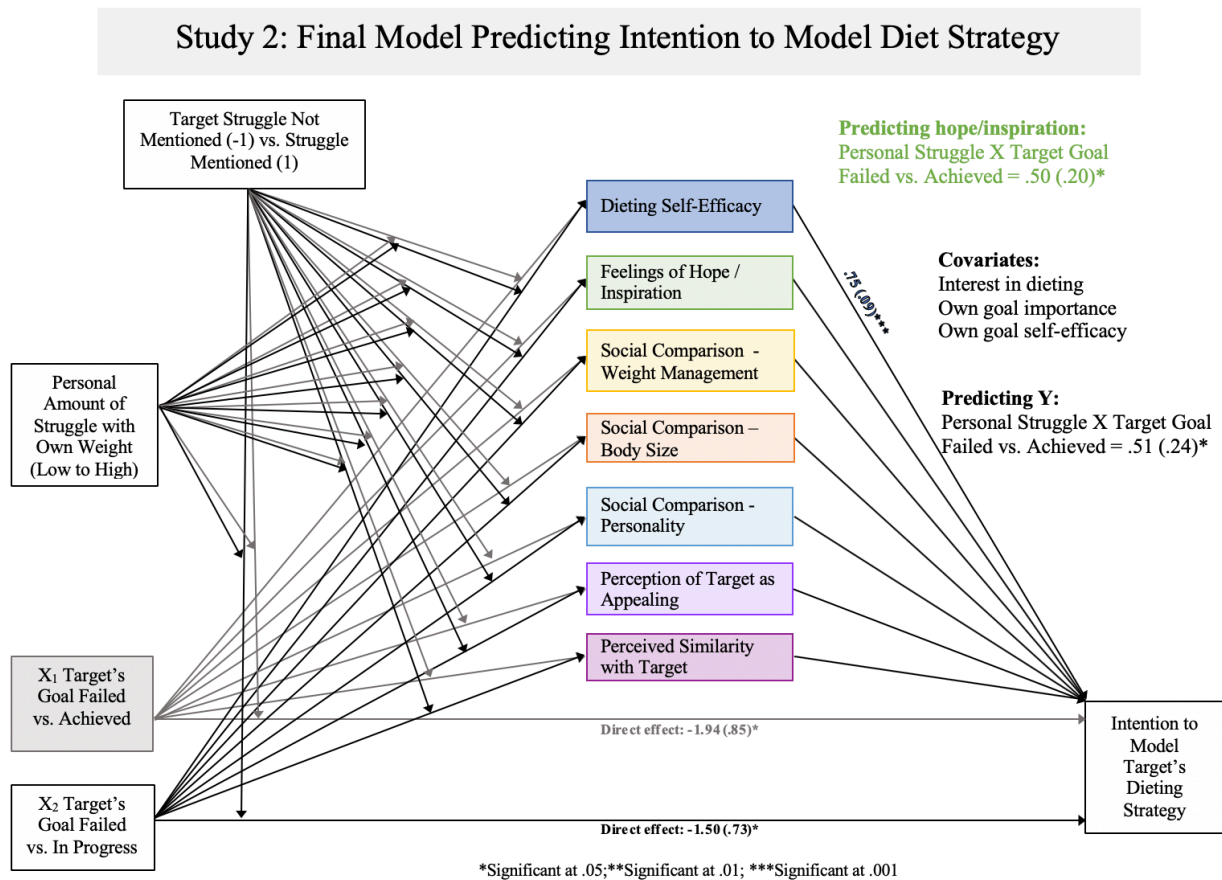 Study 2: Final Model Predicting Intention to Model Diet Strategy
Target Struggle Not
Mentioned (-1) vs. Struggle
Mentioned (1)
Predicting hope/inspiration:
Personal Struggle X Target Goal
Failed vs. Achieved = .50 (.20)*
Dieting Self-Efficacy
Feelings of Hope /
Inspiration
.75 (.09)***
Covariates:
Interest in dieting
Own goal importance
Own goal self-efficacy
Social Comparison -
Weight Management
Personal
Amount of
Struggle with
Own Weight
(Low to High)
Predicting Y:
Personal Struggle X Target Goal
Failed vs. Achieved = .51 (.24)*
Social Comparison –
Body Size
Social Comparison -
Personality
Perception of Target as
Appealing
Perceived Similarity
with Target
X₁ Target’s
Goal Failed
vs. Achieved
Direct effect: -1.94 (.85)*
Intention to
Model
Target’s
Dieting
Strategy
X₂ Target’s
Goal Failed
vs. In Progress
Direct effect: -1.50 (.73)*
*Significant at .05;**Significant at .01; ***Significant at .001